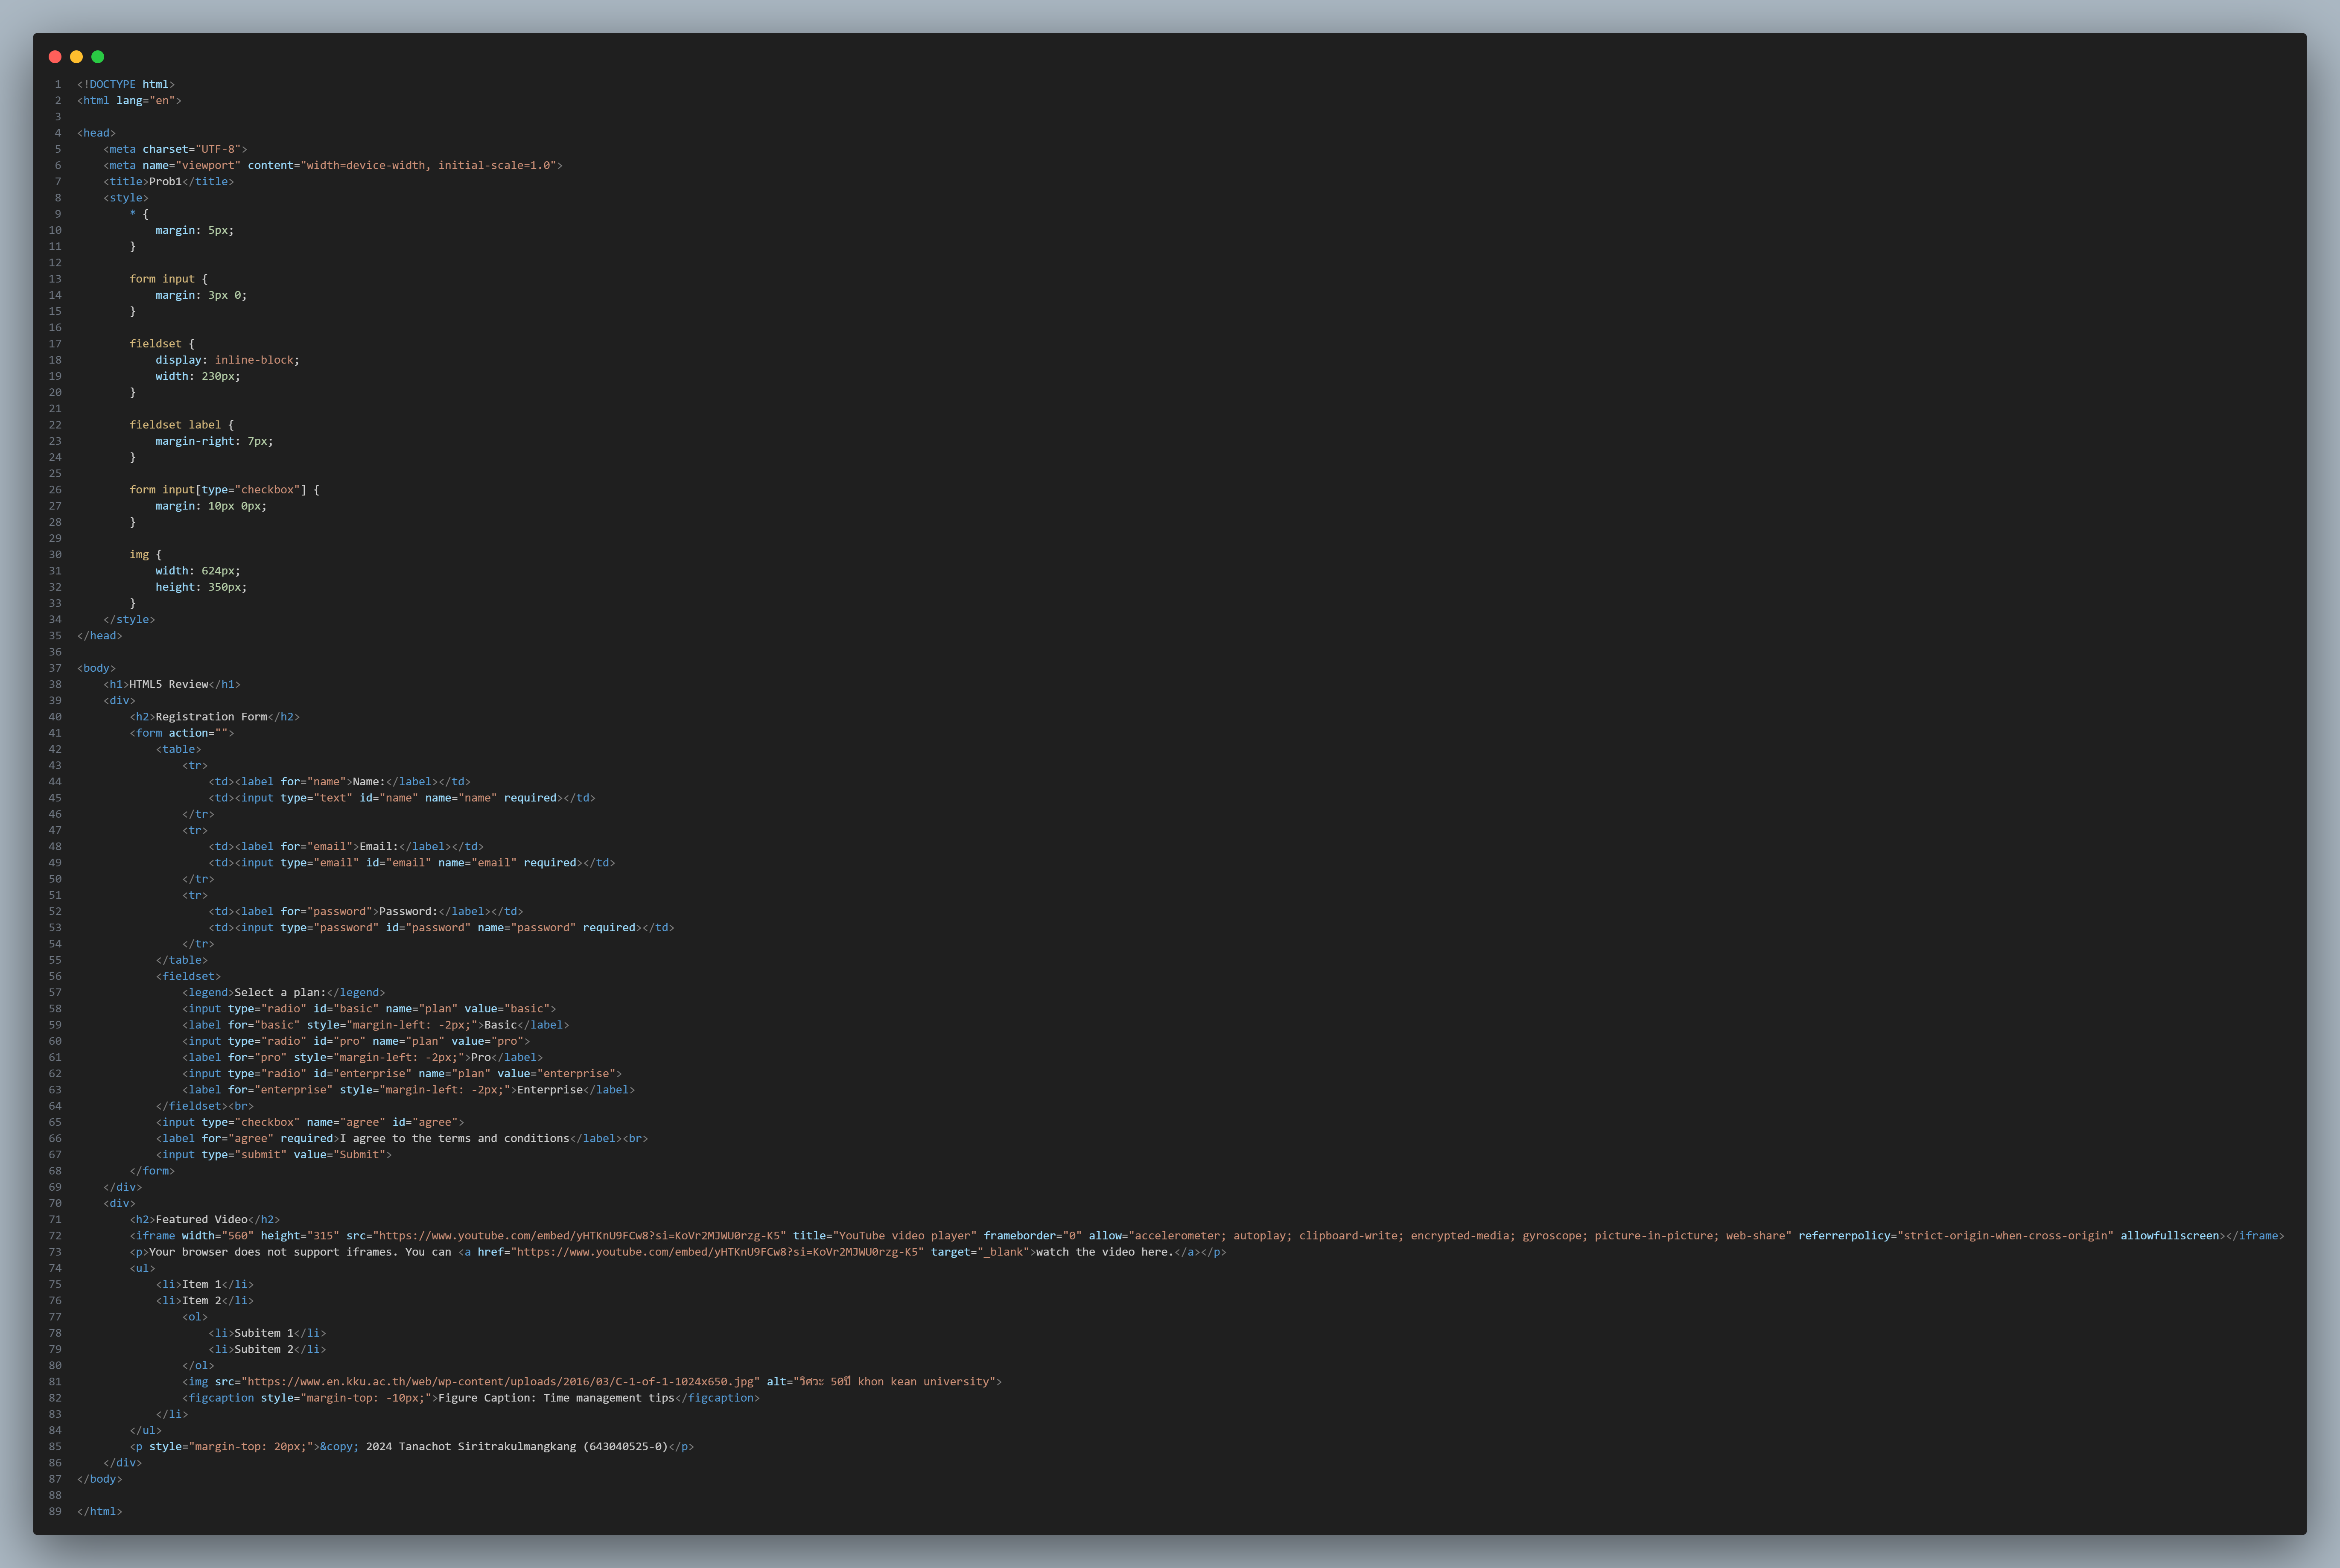 1 <!DOCTYPE html>
2 <html lang="en">
3
4 <head>
5     <meta charset="UTF-8">
6     <meta name="viewport" content="width=device-width, initial-scale=1.0">
7     <title>Prob1</title>
8     <style>
9         * {
10             margin: 5px;
11         }
12
13         form input {
14             margin: 3px 0;
15         }
16
17         fieldset {
18             display: inline-block;
19             width: 230px;
20         }
21
22         fieldset label {
23             margin-right: 7px;
24         }
25
26         form input[type="checkbox"] {
27             margin: 10px 0px;
28         }
29
30         img {
31             width: 624px;
32             height: 350px;
33         }
34     </style>
35 </head>
36
37 <body>
38     <h1>HTML5 Review</h1>
39     <div>
40         <h2>Registration Form</h2>
41         <form action="">
42             <table>
43                 <tr>
44                     <td><label for="name">Name:</label></td>
45                     <td><input type="text" id="name" name="name" required></td>
46                 </tr>
47                 <tr>
48                     <td><label for="email">Email:</label></td>
49                     <td><input type="email" id="email" name="email" required></td>
50                 </tr>
51                 <tr>
52                     <td><label for="password">Password:</label></td>
53                     <td><input type="password" id="password" name="password" required></td>
54                 </tr>
55             </table>
56             <fieldset>
57                 <legend>Select a plan:</legend>
58                 <input type="radio" id="basic" name="plan" value="basic">
59                 <label for="basic" style="margin-left: -2px;">Basic</label>
60                 <input type="radio" id="pro" name="plan" value="pro">
61                 <label for="pro" style="margin-left: -2px;">Pro</label>
62                 <input type="radio" id="enterprise" name="plan" value="enterprise">
63                 <label for="enterprise" style="margin-left: -2px;">Enterprise</label>
64             </fieldset><br>
65             <input type="checkbox" name="agree" id="agree">
66             <label for="agree" required>I agree to the terms and conditions</label><br>
67             <input type="submit" value="Submit">
68         </form>
69     </div>
70     <div>
71         <h2>Featured Video</h2>
72         <iframe width="560" height="315" src="https://www.youtube.com/embed/yHTKnU9FCw8?si=KoVr2MJWU0rzg-K5" title="YouTube video player" frameborder="0" allow="accelerometer; autoplay; clipboard-write; encrypted-media; gyroscope; picture-in-picture; web-share" referrerpolicy="strict-origin-when-cross-origin" allowfullscreen></iframe>
73         <p>Your browser does not support iframes. You can <a href="https://www.youtube.com/embed/yHTKnU9FCw8?si=KoVr2MJWU0rzg-K5" target="_blank">watch the video here.</a></p>
74         <ul>
75             <li>Item 1</li>
76             <li>Item 2</li>
77                 <ol>
78                     <li>Subitem 1</li>
79                     <li>Subitem 2</li>
80                 </ol>
81                 <img src="https://www.en.kku.ac.th/web/wp-content/uploads/2016/03/C-1-of-1-1024x650.jpg" alt="วิศวะ 50ปี khon kean university">
82                 <figcaption style="margin-top: -10px;">Figure Caption: Time management tips</figcaption>
83             </li>
84         </ul>
85         <p style="margin-top: 20px;">&copy; 2024 Tanachot Siritrakulmangkang (643040525-0)</p>
86     </div>
87 </body>
88
89 </html>